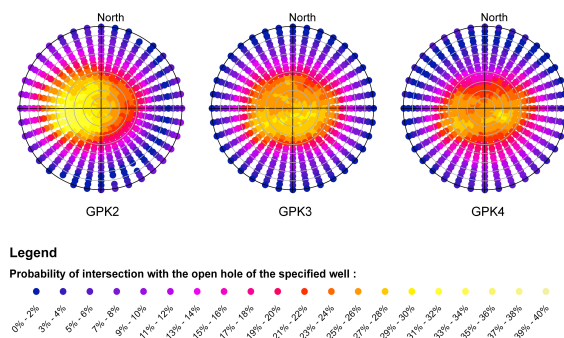 North North North
GPK2 GPK3 GPK4
Legend
Probability of intersection with the open hole of the specified well :
0% - 2% 3% - 4% 5% - 6% 7% - 8% 9% - 10% 11% - 12% 13% - 14% 15% - 16% 17% - 18% 19% - 20% 21% - 22% 23% - 24% 25% - 26% 27% - 28% 29% - 30% 31% - 32% 33% - 34% 35% - 36% 37% - 38% 39% - 40%